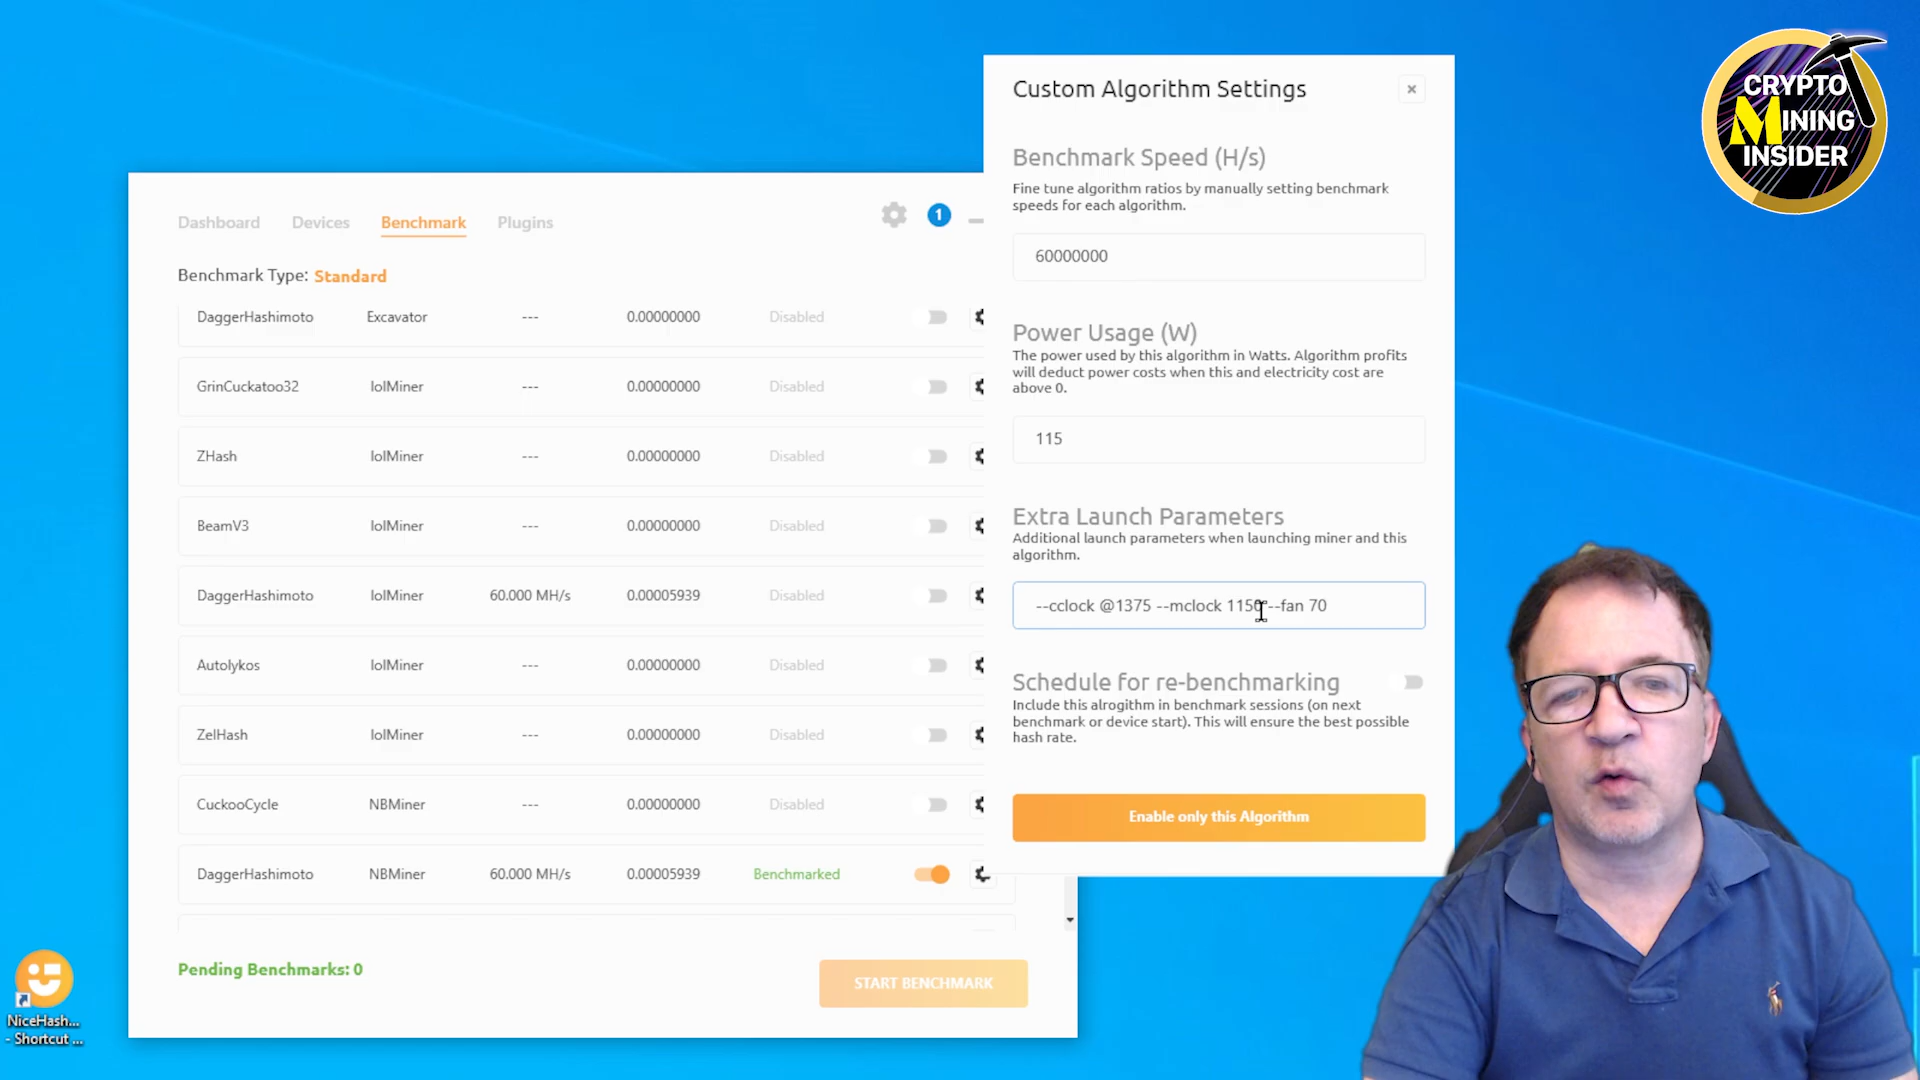 CRYPTO
MINING
INSIDER
Custom Algorithm Settings
×
Benchmark Speed (H/s)
Fine tune algorithm ratios by manually setting benchmark
speeds for each algorithm.
60000000
Power Usage (W)
The power used by this algorithm in Watts. Algorithm profits
will deduct power costs when this and electricity cost are
above 0.
115
Extra Launch Parameters
Additional launch parameters when launching miner and this
algorithm.
--cclock @1375 --mclock 1150 --fan 70
Schedule for re-benchmarking
Include this alrogithm in benchmark sessions (on next
benchmark or device start). This will ensure the best possible
hash rate.
Enable only this Algorithm
Dashboard Devices Benchmark Plugins 1
Benchmark Type: Standard
DaggerHashimoto Excavator --- 0.00000000 Disabled
GrinCuckatoo32 lolMiner --- 0.00000000 Disabled
ZHash lolMiner --- 0.00000000 Disabled
BeamV3 lolMiner --- 0.00000000 Disabled
DaggerHashimoto lolMiner 60.000 MH/s 0.00005939 Disabled
Autolykos lolMiner --- 0.00000000 Disabled
ZelHash lolMiner --- 0.00000000 Disabled
CuckooCycle NBMiner --- 0.00000000 Disabled
DaggerHashimoto NBMiner 60.000 MH/s 0.00005939 Benchmarked
Pending Benchmarks: 0
START BENCHMARK
NiceHash...
- Shortcut ...